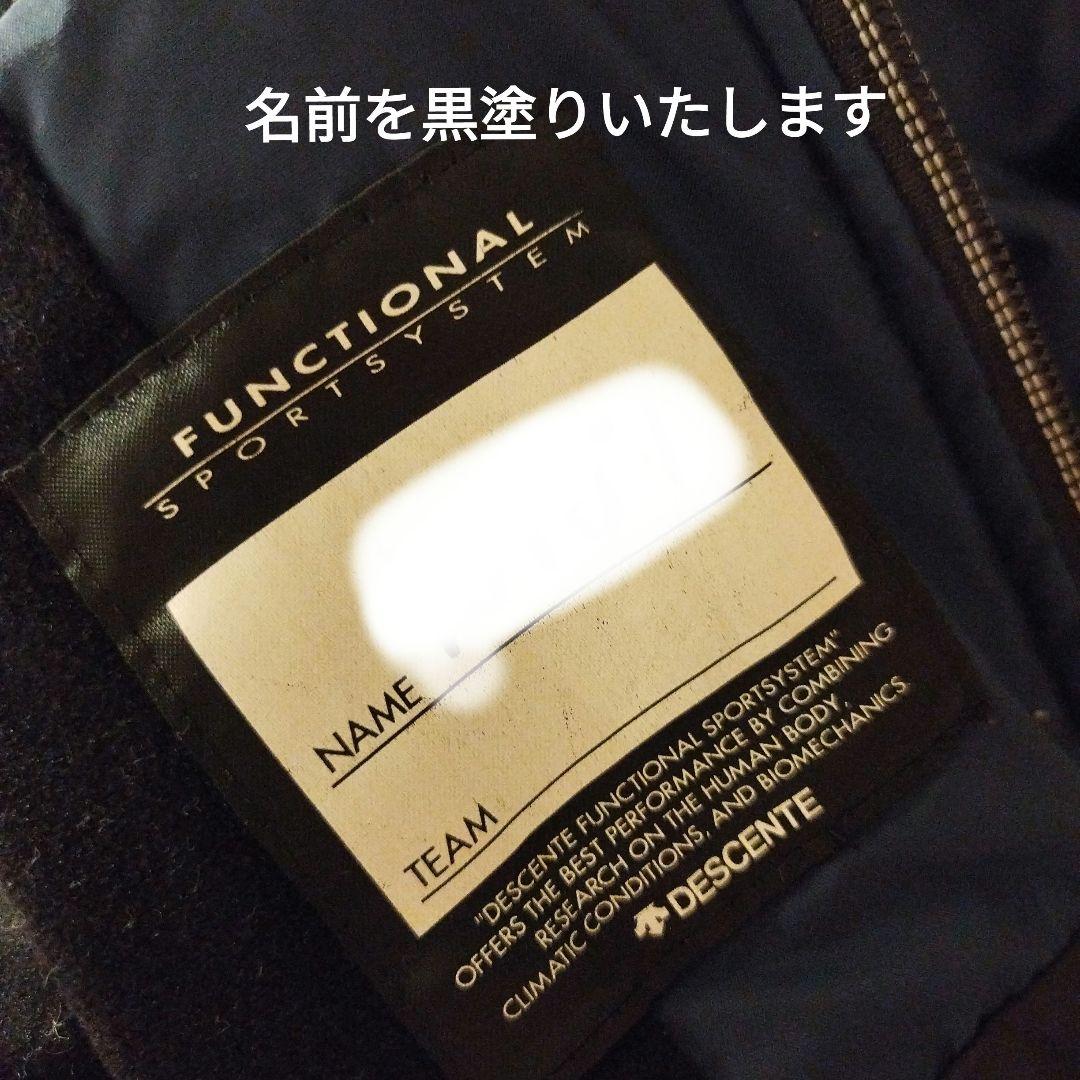 名前を黒塗りいたします
FUNCTIONAL
SPORTSYSTEM
NAME
TEAM
"DESCENTE FUNCTIONAL SPORTSYSTEM"
OFFERS THE BEST PERFORMANCE BY COMBINING
RESEARCH ON THE HUMAN BODY,
CLIMATIC CONDITIONS, AND BIOMECHANICS.
DESCENTE